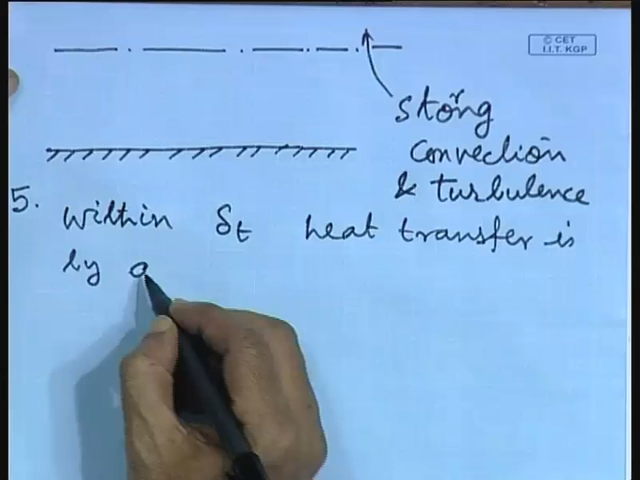 © CET
I.I.T. KGP
Strong
Convection
& turbulence
5. Within δt heat transfer is
by